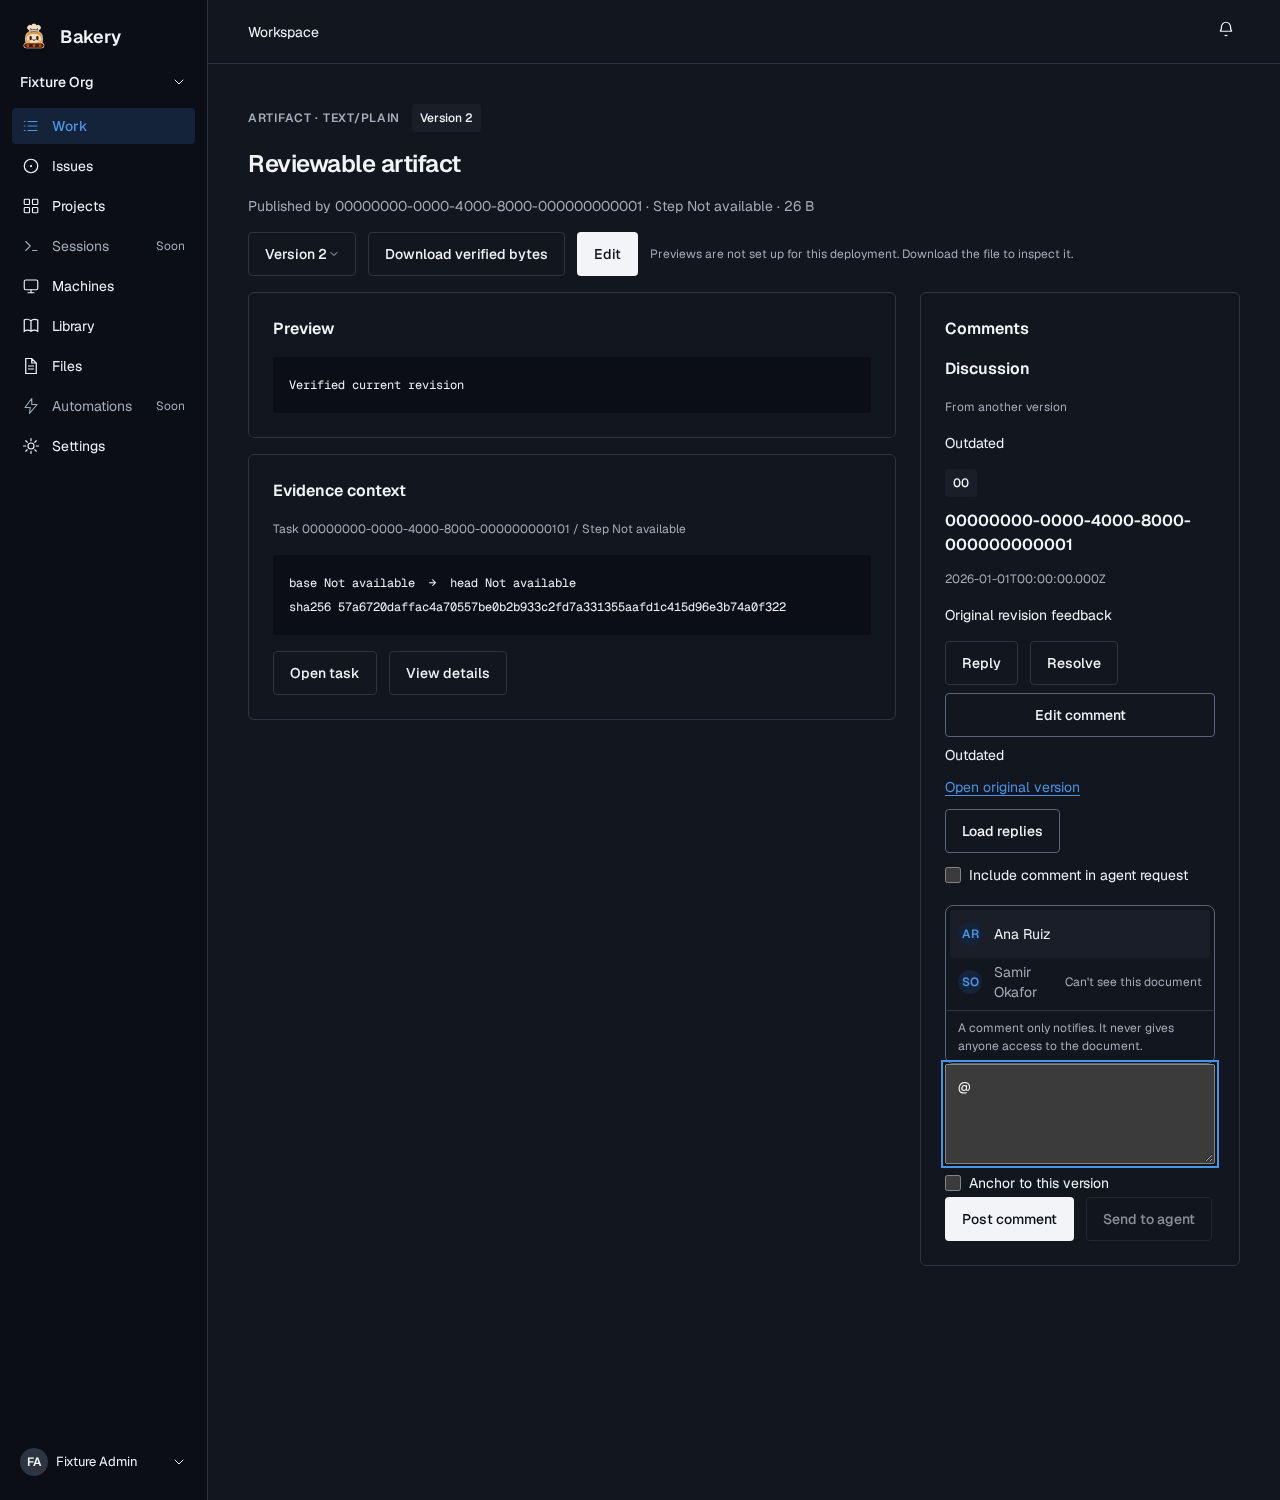 Bakery
Fixture Org
Work
Issues
Projects
Sessions Soon
Machines
Library
Files
Automations Soon
Settings
FA Fixture Admin
Workspace
ARTIFACT · TEXT/PLAIN Version 2
Reviewable artifact
Published by 00000000-0000-4000-8000-000000000001 · Step Not available · 26 B
Version 2 Download verified bytes Edit Previews are not set up for this deployment. Download the file to inspect it.
Preview
Verified current revision
Evidence context
Task 00000000-0000-4000-8000-000000000101 / Step Not available
base Not available → head Not available
sha256 57a6720daffac4a70557be0b2b933c2fd7a331355aafd1c415d96e3b74a0f322
Open task View details
Comments
Discussion
From another version
Outdated
00
00000000-0000-4000-8000-
000000000001
2026-01-01T00:00:00.000Z
Original revision feedback
Reply Resolve
Edit comment
Outdated
Open original version
Load replies
Include comment in agent request
AR Ana Ruiz
SO Samir
Okafor Can't see this document
A comment only notifies. It never gives
anyone access to the document.
@
Anchor to this version
Post comment Send to agent